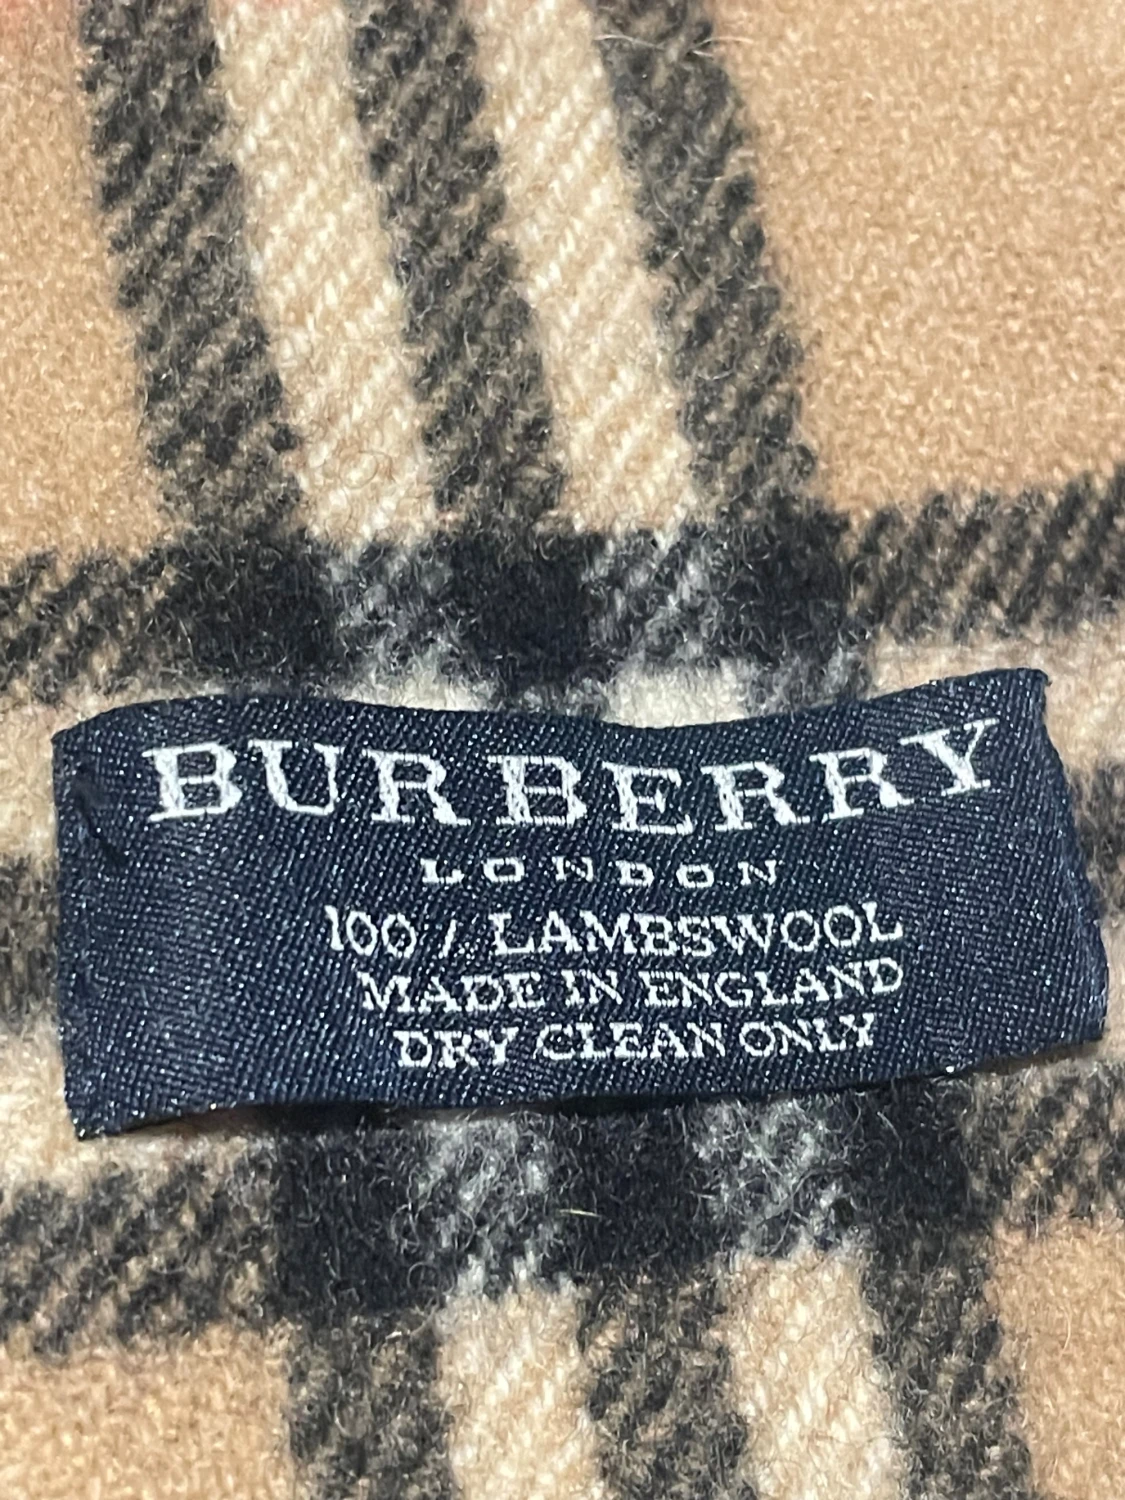 BURBERRY
LONDON
100 / LAMBSWOOL
MADE IN ENGLAND
DRY CLEAN ONLY